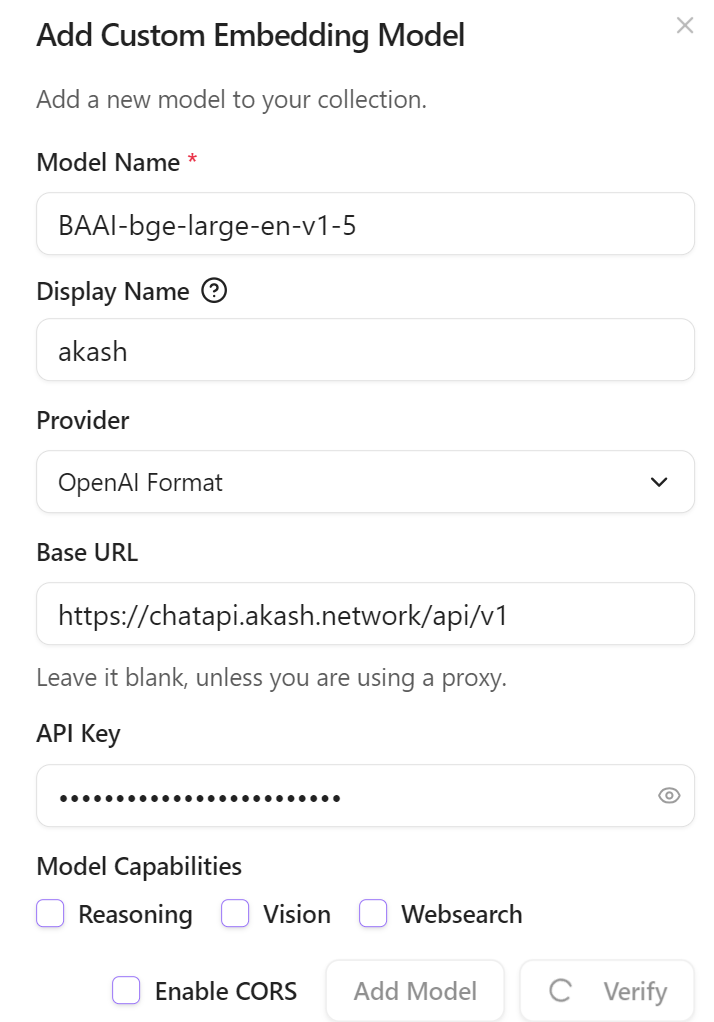 Add Custom Embedding Model
Add a new model to your collection.
Model Name *
BAAI-bge-large-en-v1-5
Display Name ?
akash
Provider
OpenAI Format
Base URL
https://chatapi.akash.network/api/v1
Leave it blank, unless you are using a proxy.
API Key
•••••••••••••••••••••••••
Model Capabilities
Reasoning Vision Websearch
Enable CORS Add Model Verify